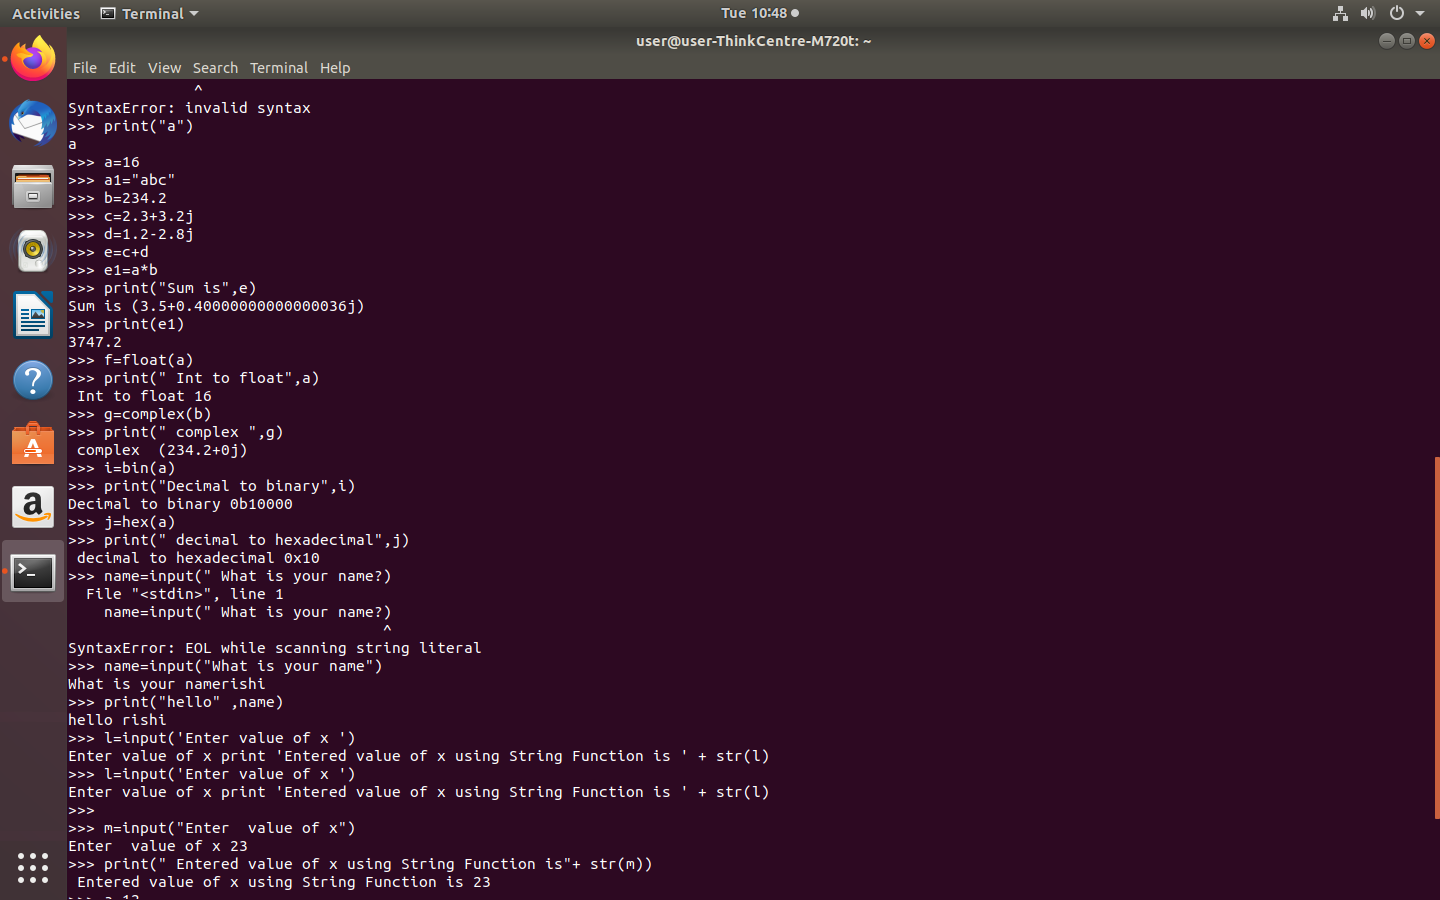 Activities Terminal Tue 10:48
user@user-ThinkCentre-M720t: ~
File Edit View Search Terminal Help
^
SyntaxError: invalid syntax
>>> print("a")
a
>>> a=16
>>> a1="abc"
>>> b=234.2
>>> c=2.3+3.2j
>>> d=1.2-2.8j
>>> e=c+d
>>> e1=a*b
>>> print("Sum is",e)
Sum is (3.5+0.40000000000000036j)
>>> print(e1)
3747.2
>>> f=float(a)
>>> print(" Int to float",a)
 Int to float 16
>>> g=complex(b)
>>> print(" complex ",g)
 complex  (234.2+0j)
>>> i=bin(a)
>>> print("Decimal to binary",i)
Decimal to binary 0b10000
>>> j=hex(a)
>>> print(" decimal to hexadecimal",j)
 decimal to hexadecimal 0x10
>>> name=input(" What is your name?)
  File "<stdin>", line 1
    name=input(" What is your name?)
^
SyntaxError: EOL while scanning string literal
>>> name=input("What is your name")
What is your namerishi
>>> print("hello" ,name)
hello rishi
>>> l=input('Enter value of x ')
Enter value of x print 'Entered value of x using String Function is ' + str(l)
>>> l=input('Enter value of x ')
Enter value of x print 'Entered value of x using String Function is ' + str(l)
>>>
>>> m=input("Enter  value of x")
Enter  value of x 23
>>> print(" Entered value of x using String Function is"+ str(m))
 Entered value of x using String Function is 23